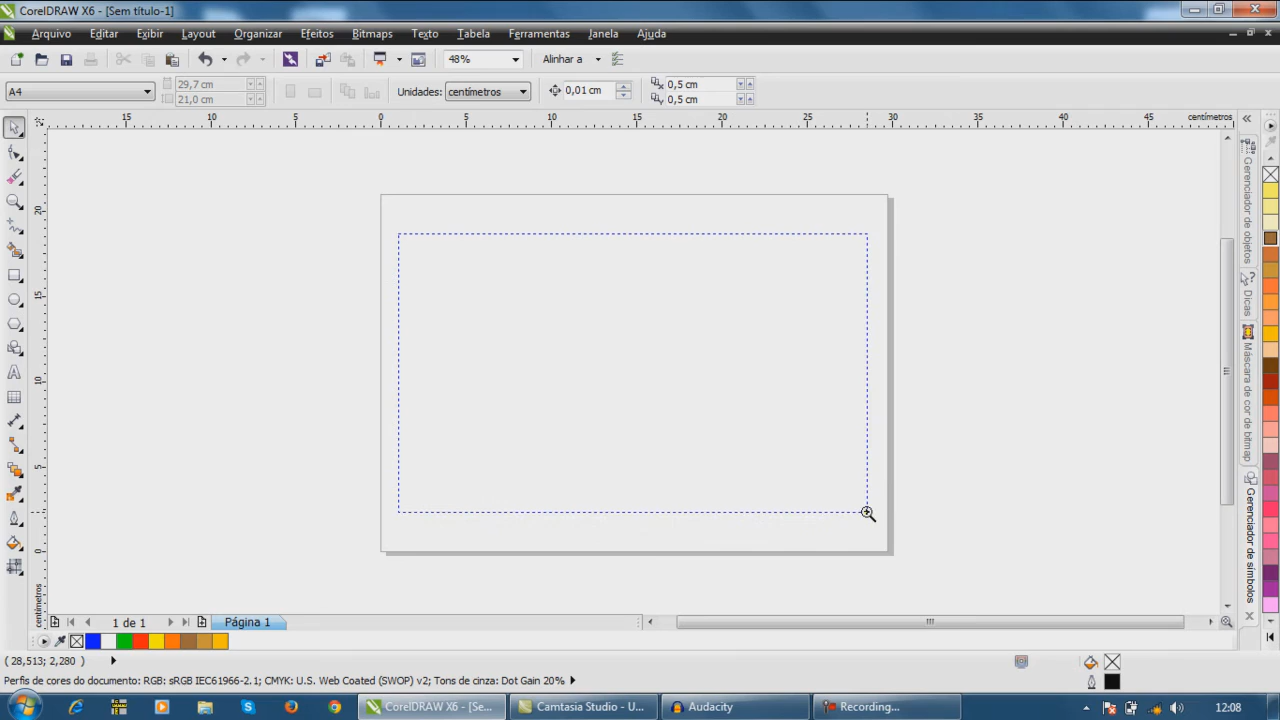 CorelDRAW X6 - [Sem título-1]
Arquivo Editar Exibir Layout Organizar Efeitos Bitmaps Texto Tabela Ferramentas Janela Ajuda
48% Alinhar a
A4 29,7 cm 21,0 cm Unidades: centímetros 0,01 cm 0,5 cm 0,5 cm
15 10 5 0 5 10 15 20 25 30 35 40 45 centímetros
20
15
10
5
0
centímetros
Gerenciador de objetos
Dicas
Máscara de cor de bitmap
Gerenciador de símbolos
1 de 1 Página 1
( 28,513; 2,280 )
Perfis de cores do documento: RGB: sRGB IEC61966-2.1; CMYK: U.S. Web Coated (SWOP) v2; Tons de cinza: Dot Gain 20%
CorelDRAW X6 - [Se... Camtasia Studio - U... Audacity Recording... 12:08